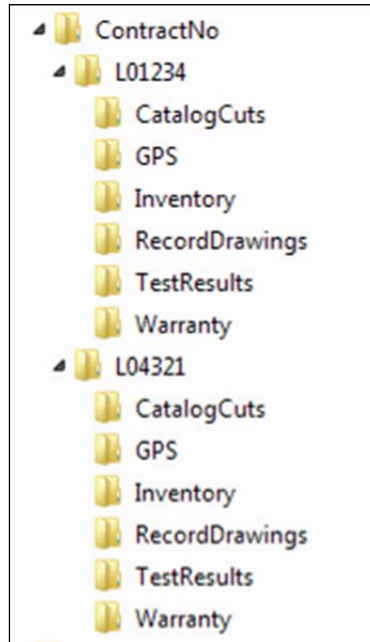 ContractNo
L01234
CatalogCuts
GPS
Inventory
RecordDrawings
TestResults
Warranty
L04321
CatalogCuts
GPS
Inventory
RecordDrawings
TestResults
Warranty